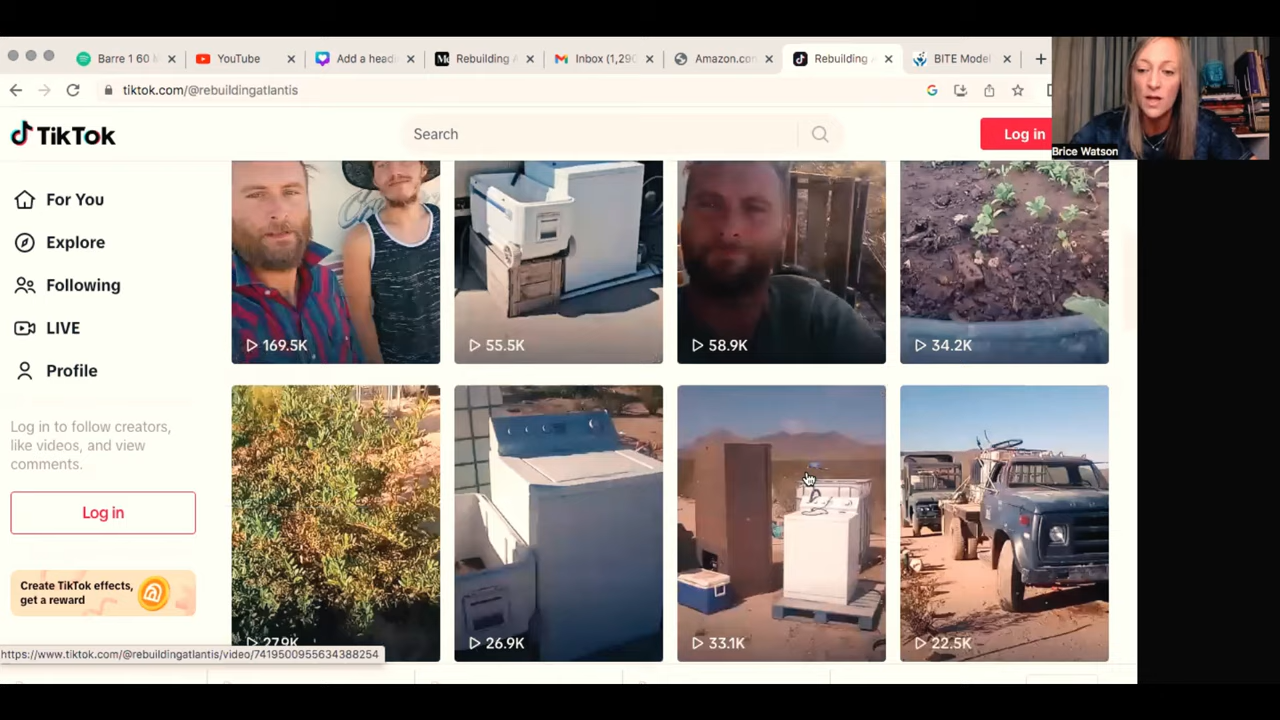 Barre 1 60
YouTube
Add a head
Rebuilding
Inbox (1,29
Amazon.co
Rebuilding
BITE Model
tiktok.com/@rebuildingatlantis
TikTok
Search
Log in
Brice Watson
For You
Explore
Following
LIVE
Profile
Log in to follow creators,
like videos, and view
comments.
Log in
Create TikTok effects,
get a reward
169.5K
55.5K
58.9K
34.2K
27.9K
26.9K
33.1K
22.5K
https://www.tiktok.com/@rebuildingatlantis/video/7419500955634388254